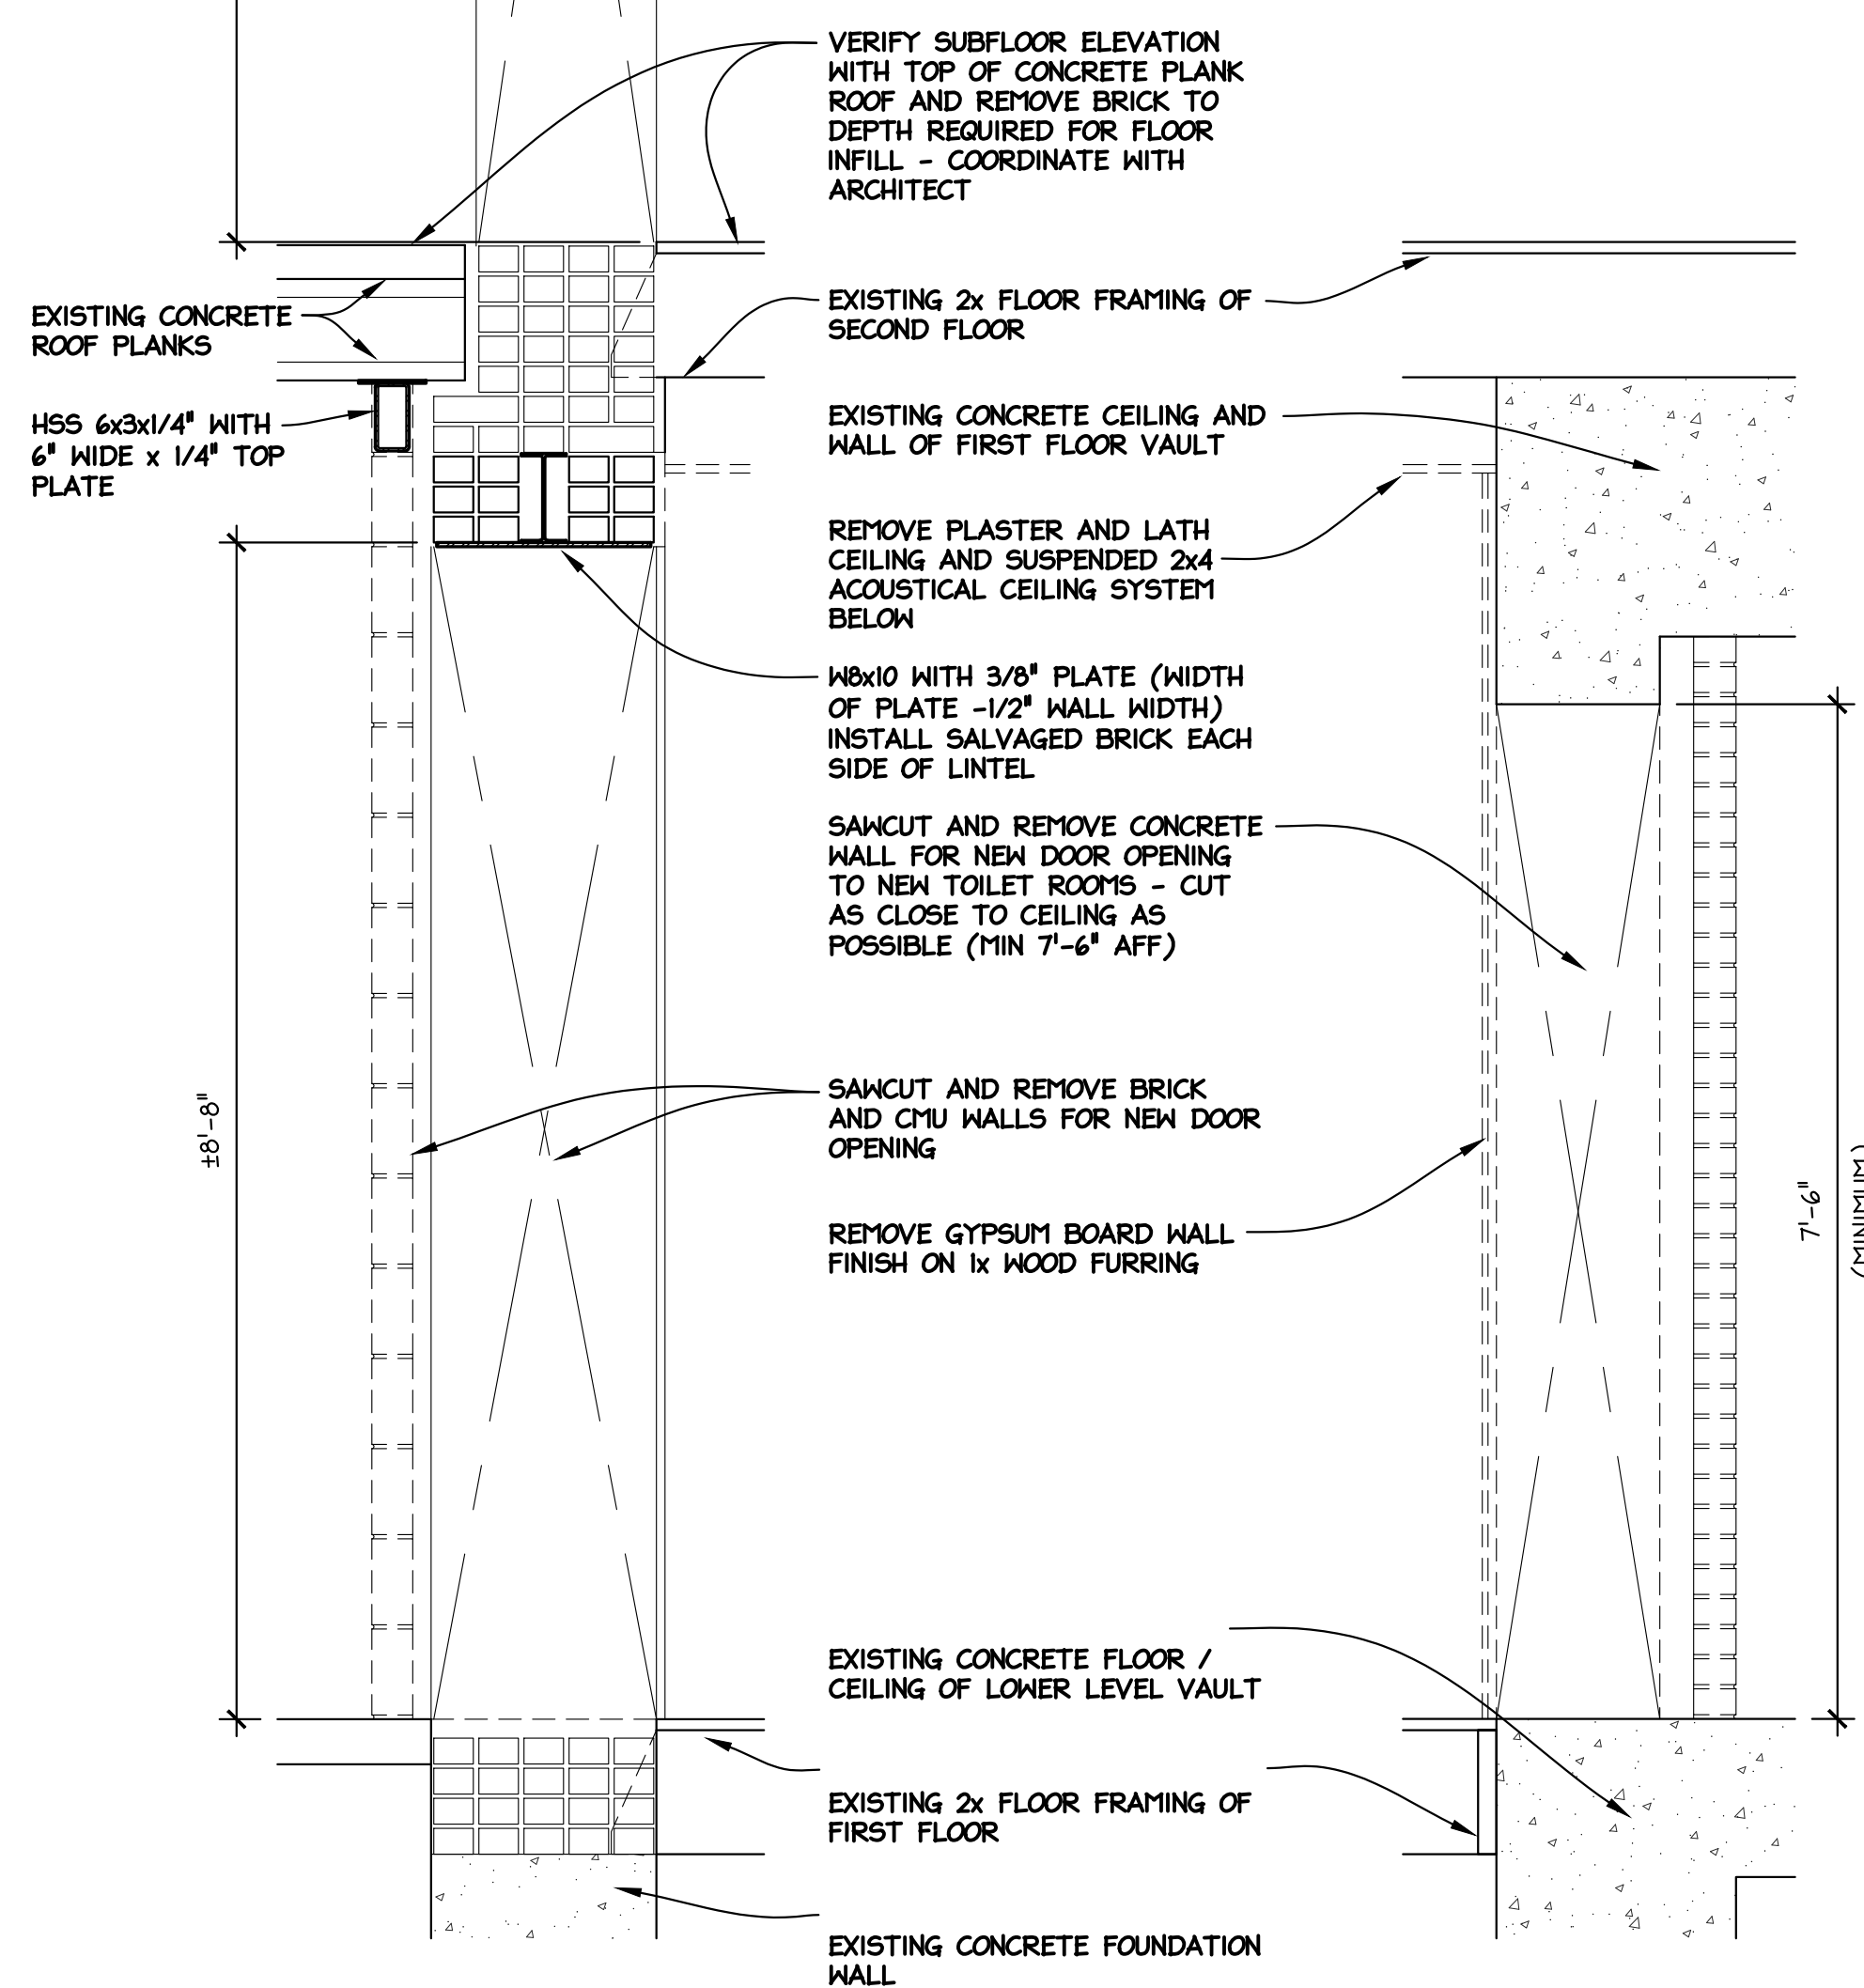 VERIFY SUBFLOOR ELEVATION
WITH TOP OF CONCRETE PLANK
ROOF AND REMOVE BRICK TO
DEPTH REQUIRED FOR FLOOR
INFILL - COORDINATE WITH
ARCHITECT
EXISTING CONCRETE
ROOF PLANKS
HSS 6x3x1/4" WITH
6" WIDE x 1/4" TOP
PLATE
EXISTING 2x FLOOR FRAMING OF
SECOND FLOOR
EXISTING CONCRETE CEILING AND
WALL OF FIRST FLOOR VAULT
REMOVE PLASTER AND LATH
CEILING AND SUSPENDED 2x4
ACOUSTICAL CEILING SYSTEM
BELOW
W8x10 WITH 3/8" PLATE (WIDTH
OF PLATE -1/2" WALL WIDTH)
INSTALL SALVAGED BRICK EACH
SIDE OF LINTEL
SAWCUT AND REMOVE CONCRETE
WALL FOR NEW DOOR OPENING
TO NEW TOILET ROOMS - CUT
AS CLOSE TO CEILING AS
POSSIBLE (MIN 7'-6" AFF)
±8'-8"
SAWCUT AND REMOVE BRICK
AND CMU WALLS FOR NEW DOOR
OPENING
REMOVE GYPSUM BOARD WALL
FINISH ON 1x WOOD FURRING
7'-6"
(MINIMUM)
EXISTING CONCRETE FLOOR /
CEILING OF LOWER LEVEL VAULT
EXISTING 2x FLOOR FRAMING OF
FIRST FLOOR
EXISTING CONCRETE FOUNDATION
WALL